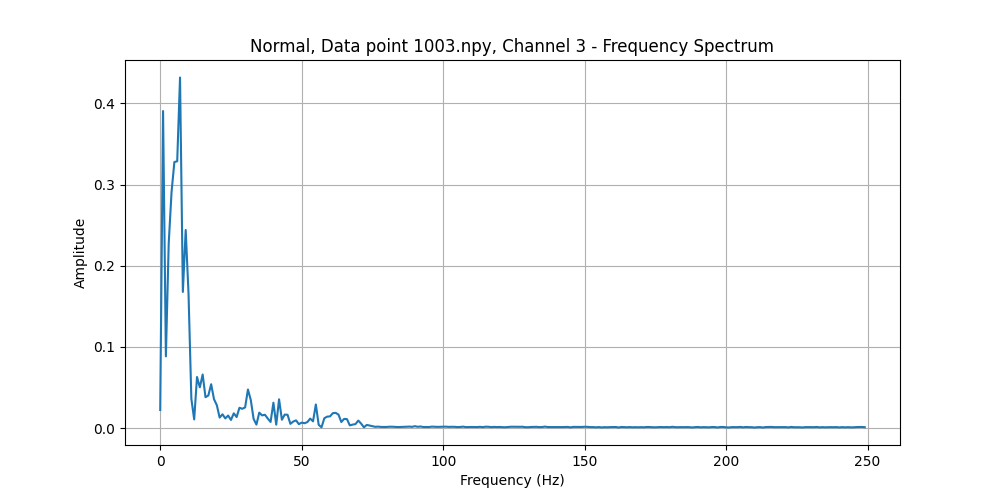 Normal, Data point 1003.npy, Channel 3 - Frequency Spectrum
0.4
0.3
0.2
0.1
0.0
Amplitude
0 50 100 150 200 250
Frequency (Hz)